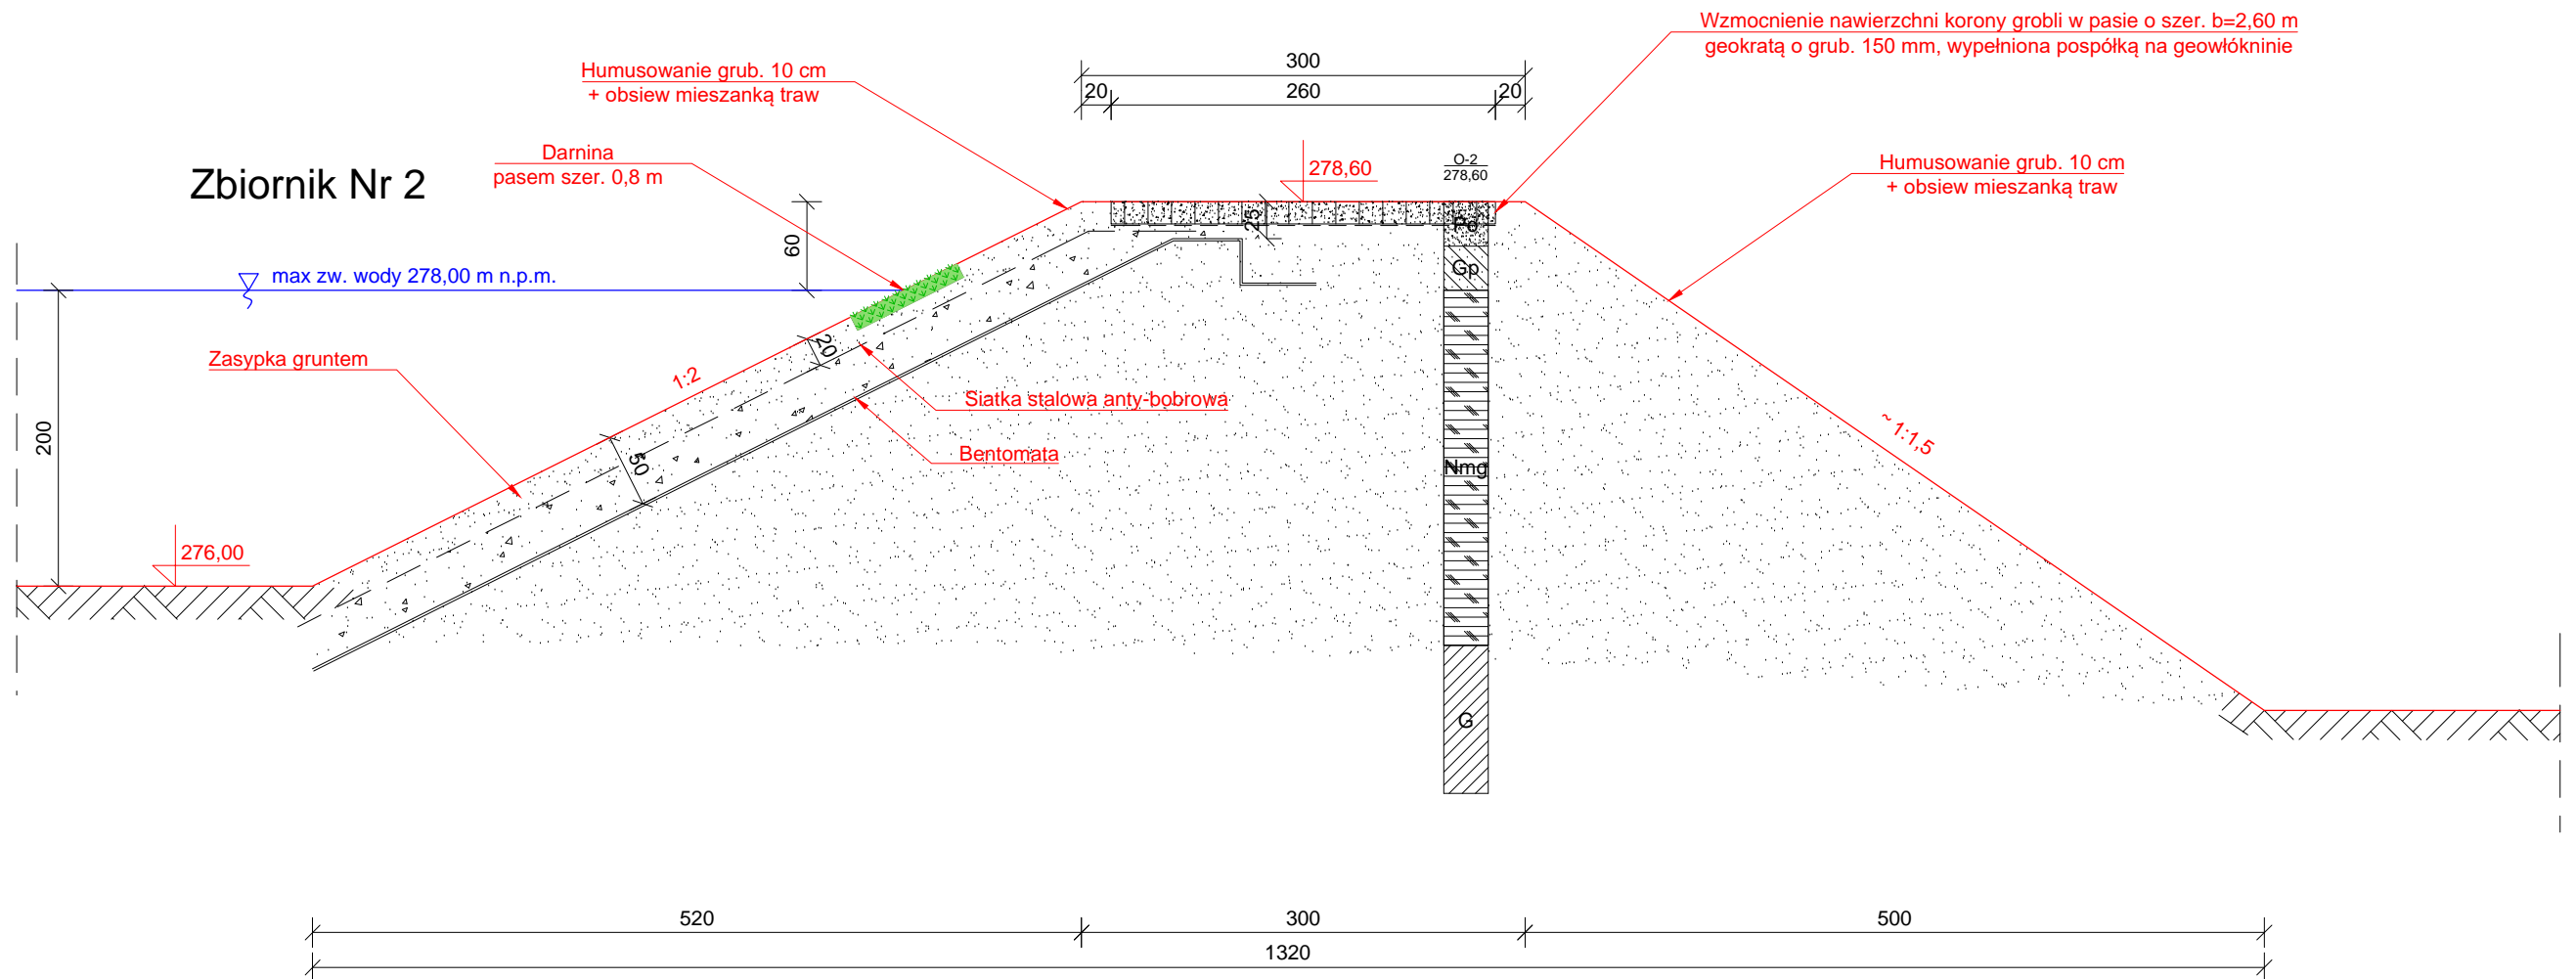 Wzmocnienie nawierzchni korony grobli w pasie o szer. b=2,60 m
geokratą o grub. 150 mm, wypełniona pospółką na geowłókninie
Humusowanie grub. 10 cm
+ obsiew mieszanką traw
300
20
260
20
Darnina
pasem szer. 0,8 m
Zbiornik Nr 2
278,60
O-2
278,60
Humusowanie grub. 10 cm
+ obsiew mieszanką traw
25
Pd
60
Gp
max zw. wody 278,00 m n.p.m.
20
Zasypka gruntem
1:2
Siatka stalowa anty-bobrowa
200
~ 1:1,5
Bentomata
50
Nmg
276,00
G
520
300
500
1320